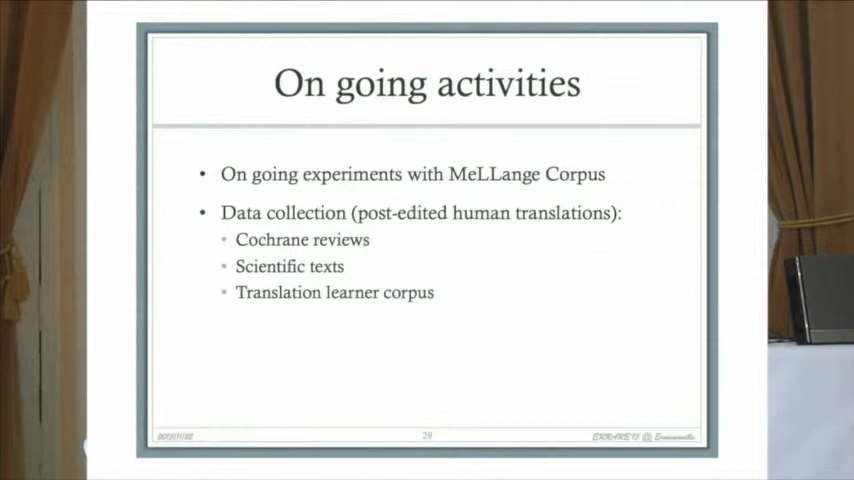 On going activities
• On going experiments with MeLLange Corpus
• Data collection (post-edited human translations):
• Cochrane reviews
• Scientific texts
• Translation learner corpus
29